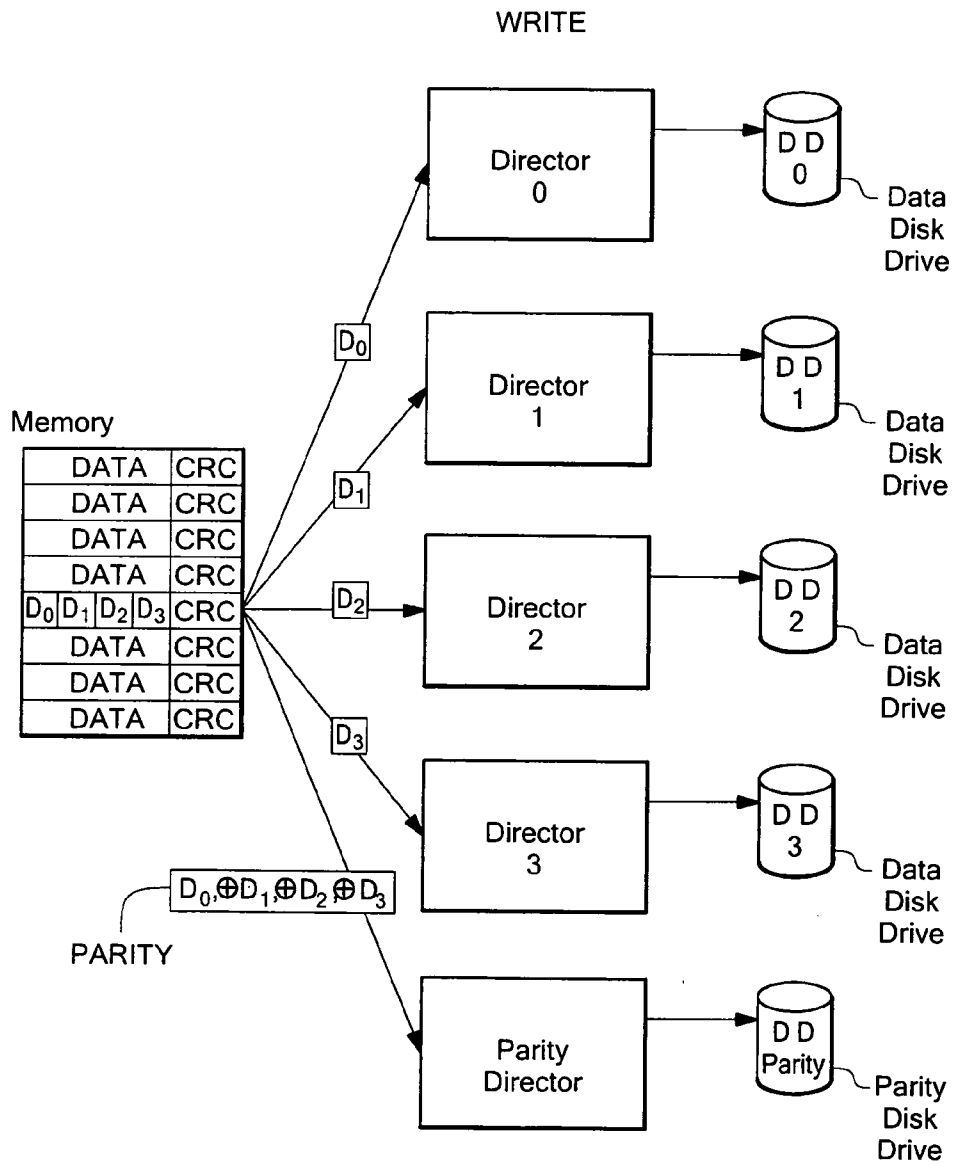 WRITE
Director
0
D D
0
Data
Disk
Drive
D₀
Director
1
D D
1
Data
Disk
Drive
D₁
Memory
DATA CRC
DATA CRC
DATA CRC
DATA CRC
D₀ D₁ D₂ D₃ CRC
DATA CRC
DATA CRC
DATA CRC
D₂
Director
2
D D
2
Data
Disk
Drive
D₃
Director
3
D D
3
Data
Disk
Drive
D₀,⊕D₁,⊕D₂,⊕D₃
PARITY
Parity
Director
D D
Parity
Parity
Disk
Drive